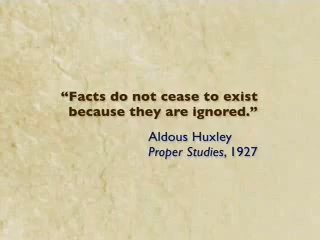 “Facts do not cease to exist
because they are ignored.”
Aldous Huxley
Proper Studies, 1927